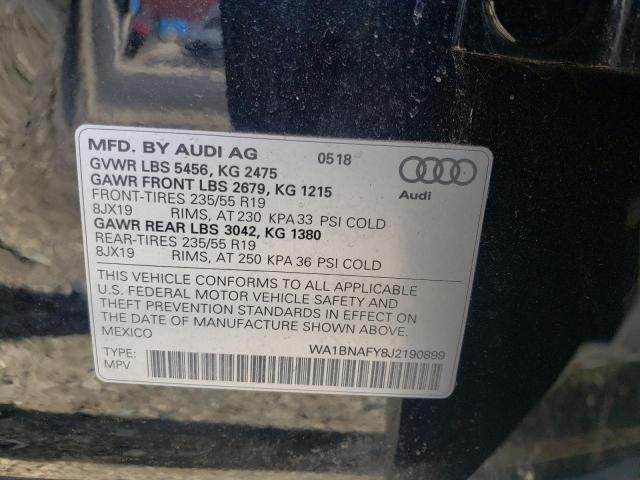 MFD. BY AUDI AG 0518
GVWR LBS 5456, KG 2475
GAWR FRONT LBS 2679, KG 1215
FRONT-TIRES 235/55 R19
8JX19 RIMS, AT 230 KPA 33 PSI COLD
GAWR REAR LBS 3042, KG 1380
REAR-TIRES 235/55 R19
8JX19 RIMS, AT 250 KPA 36 PSI COLD
Audi
THIS VEHICLE CONFORMS TO ALL APPLICABLE
U.S. FEDERAL MOTOR VEHICLE SAFETY AND
THEFT PREVENTION STANDARDS IN EFFECT ON
THE DATE OF MANUFACTURING SHOWN ABOVE.
MEXICO
WA1BNAFY8J2190899
TYPE:
MPV